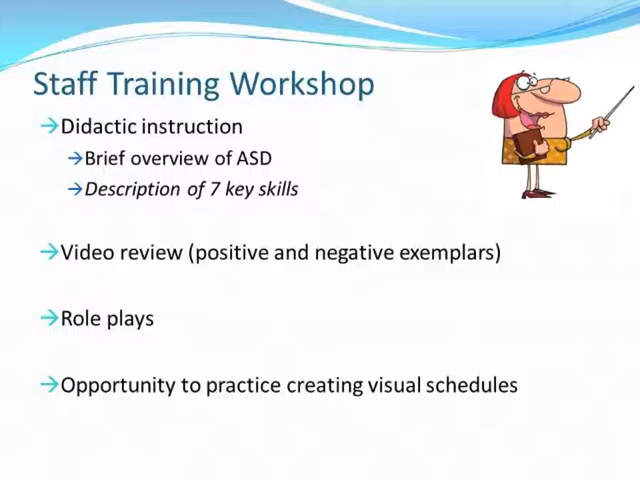 Staff Training Workshop
→Didactic instruction
→Brief overview of ASD
→Description of 7 key skills
→Video review (positive and negative exemplars)
→Role plays
→Opportunity to practice creating visual schedules